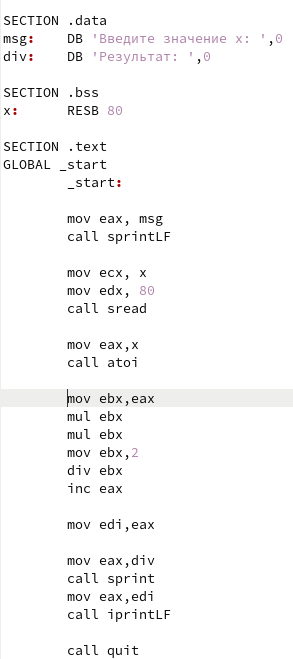 SECTION .data
msg:    DB 'Введите значение x: ',0
div:    DB 'Результат: ',0
SECTION .bss
x:      RESB 80
SECTION .text
GLOBAL _start
        _start:
        mov eax, msg
        call sprintLF
        mov ecx, x
        mov edx, 80
        call sread
        mov eax,x
        call atoi
        mov ebx,eax
        mul ebx
        mul ebx
        mov ebx,2
        div ebx
        inc eax
        mov edi,eax
        mov eax,div
        call sprint
        mov eax,edi
        call iprintLF
        call quit